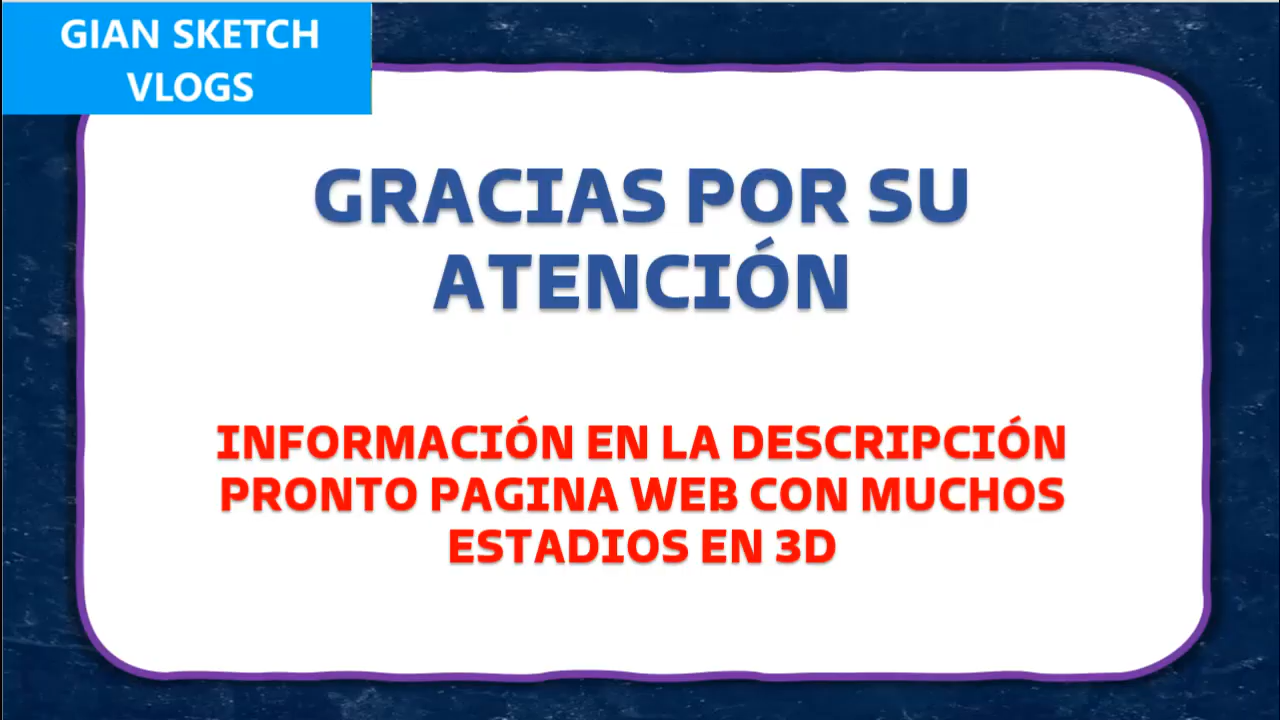 GIAN SKETCH
VLOGS
GRACIAS POR SU
ATENCIÓN
INFORMACIÓN EN LA DESCRIPCIÓN
PRONTO PAGINA WEB CON MUCHOS
ESTADIOS EN 3D